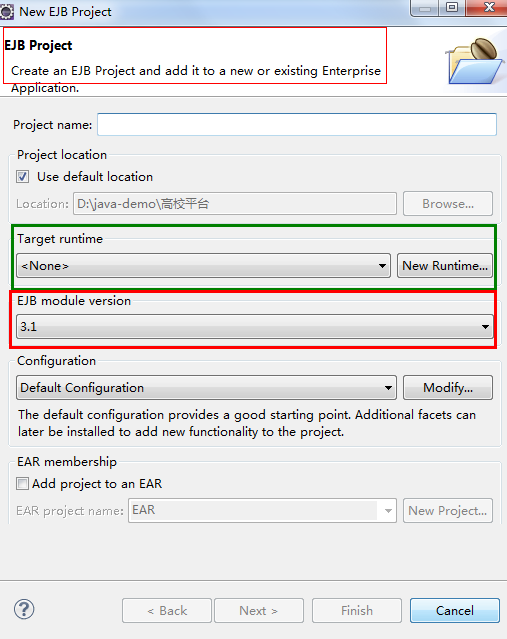 New EJB Project
EJB Project
Create an EJB Project and add it to a new or existing Enterprise
Application.
Project name:
Project location
Use default location
Location: D:\java-demo\高校平台 Browse...
Target runtime
<None> New Runtime...
EJB module version
3.1
Configuration
Default Configuration Modify...
The default configuration provides a good starting point. Additional facets can
later be installed to add new functionality to the project.
EAR membership
Add project to an EAR
EAR project name: EAR New Project...
? < Back Next > Finish Cancel